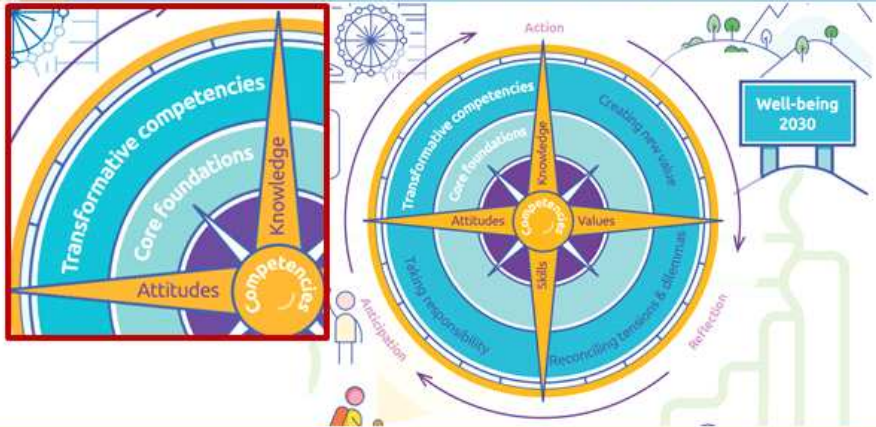 Transformative competencies
Core foundations
Knowledge
Attitudes
Competencies
Action
Transformative competencies
Creating new value
Core foundations
Knowledge
Attitudes
Competencies
Values
Skills
Taking responsibility
Reconciling tensions & dilemmas
Anticipation
Reflection
Well-being
2030